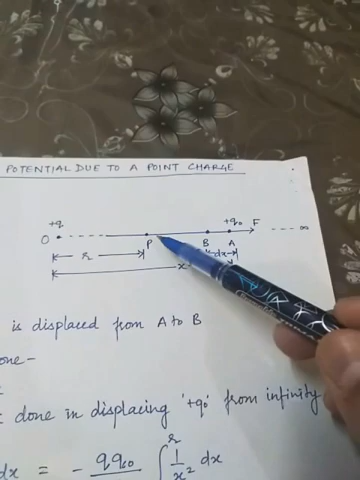 POTENTIAL DUE TO A POINT CHARGE
+q +q₀ F
O P B A ∞
r dx
x
is displaced from A to B
one -
done in displacing '+q₀' from infinity
r
dx = - qq₀ ∫ 1/x² dx